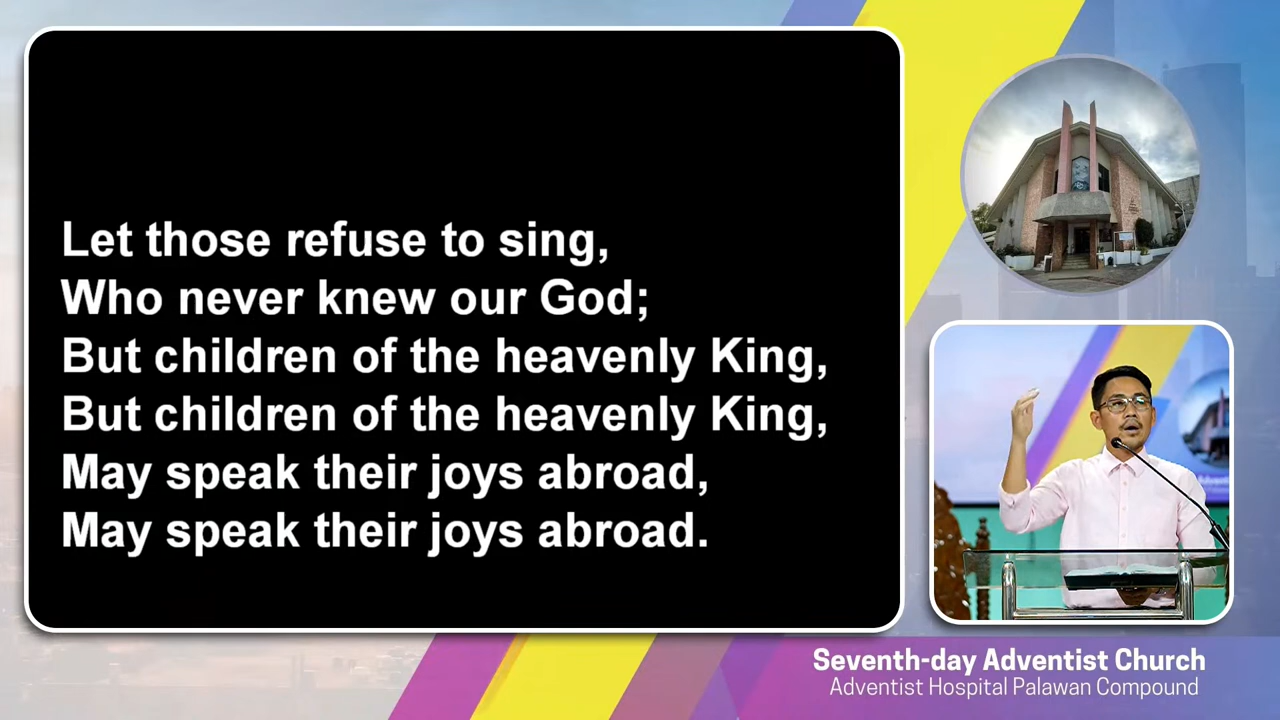 Let those refuse to sing,
Who never knew our God;
But children of the heavenly King,
But children of the heavenly King,
May speak their joys abroad,
May speak their joys abroad.
Seventh-day Adventist Church
Adventist Hospital Palawan Compound